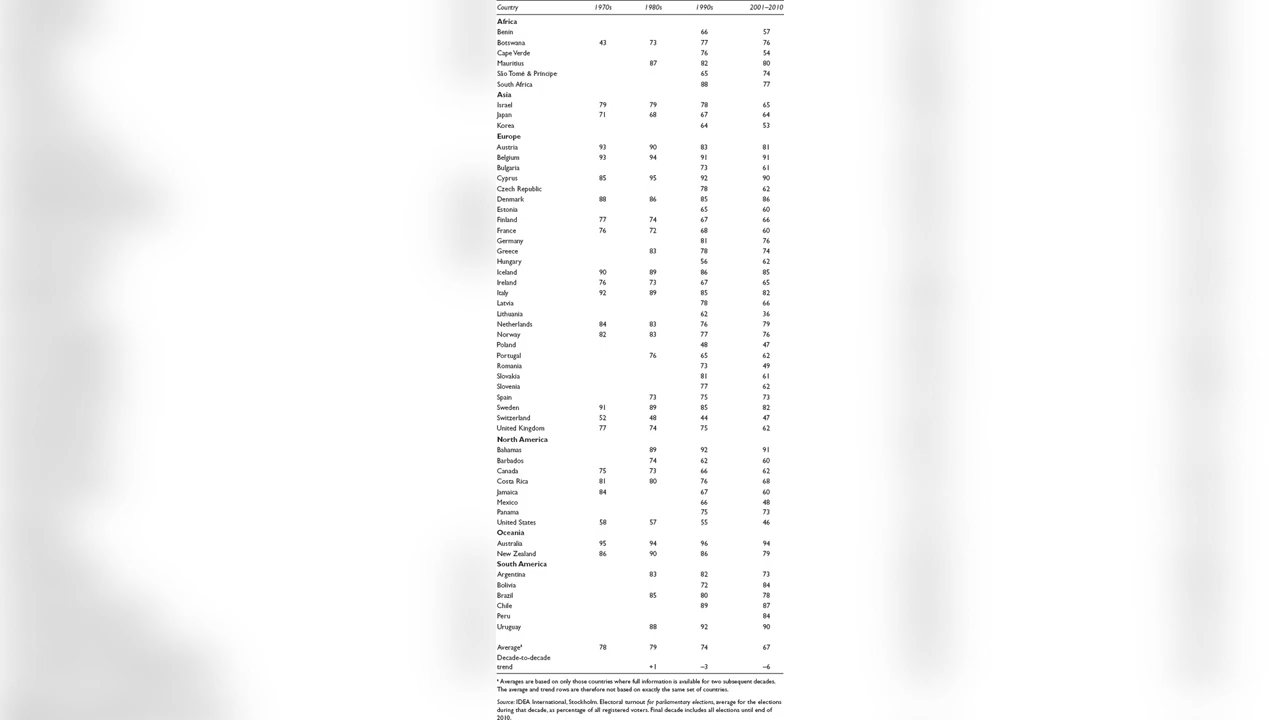 Country 1970s 1980s 1990s 2001–2010
Africa
Benin 66 57
Botswana 43 73 77 76
Cape Verde 76 54
Mauritius 87 82 80
São Tomé & Príncipe 65 74
South Africa 88 77
Asia
Israel 79 79 78 65
Japan 71 68 67 64
Korea 64 53
Europe
Austria 93 90 83 81
Belgium 93 94 91 91
Bulgaria 73 61
Cyprus 85 95 92 90
Czech Republic 78 62
Denmark 88 86 85 86
Estonia 65 60
Finland 77 74 67 66
France 76 72 68 60
Germany 81 76
Greece 83 78 74
Hungary 56 62
Iceland 90 89 86 85
Ireland 76 73 67 65
Italy 92 89 85 82
Latvia 78 66
Lithuania 62 36
Netherlands 84 83 76 79
Norway 82 83 77 76
Poland 48 47
Portugal 76 65 62
Romania 73 49
Slovakia 81 61
Slovenia 77 62
Spain 73 75 73
Sweden 91 89 85 82
Switzerland 52 48 44 47
United Kingdom 77 74 75 62
North America
Bahamas 89 92 91
Barbados 74 62 60
Canada 75 73 66 62
Costa Rica 81 80 76 68
Jamaica 84 67 60
Mexico 66 48
Panama 75 73
United States 58 57 55 46
Oceania
Australia 95 94 96 94
New Zealand 86 90 86 79
South America
Argentina 83 82 73
Bolivia 72 84
Brazil 85 80 78
Chile 89 87
Peru 84
Uruguay 88 92 90
Averageª 78 79 74 67
Decade-to-decade
trend +1 –3 –6
ª Averages are based on only those countries where full information is available for two subsequent decades.
The average and trend rows are therefore not based on exactly the same set of countries.
Source: IDEA International, Stockholm. Electoral turnout for parliamentary elections, average for the elections
during that decade, as percentage of all registered voters. Final decade includes all elections until end of
2010.